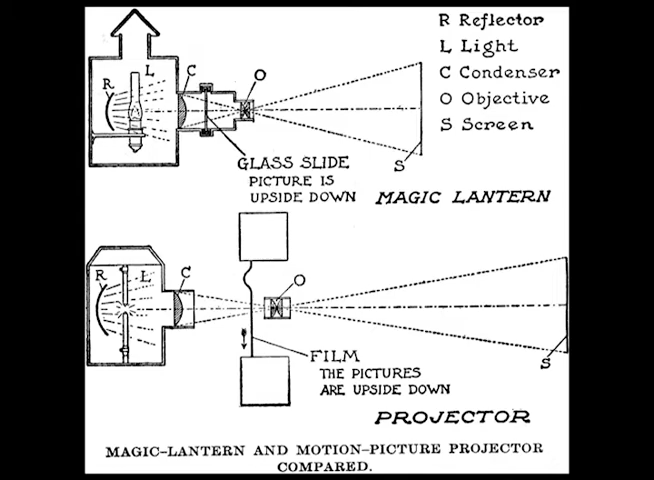 R Reflector
L Light
C Condenser
O Objective
S Screen
R
L
C
O
S
GLASS SLIDE
PICTURE IS
UPSIDE DOWN
MAGIC LANTERN
R
L
C
O
S
FILM
THE PICTURES
ARE UPSIDE DOWN
PROJECTOR
MAGIC-LANTERN AND MOTION-PICTURE PROJECTOR
COMPARED.